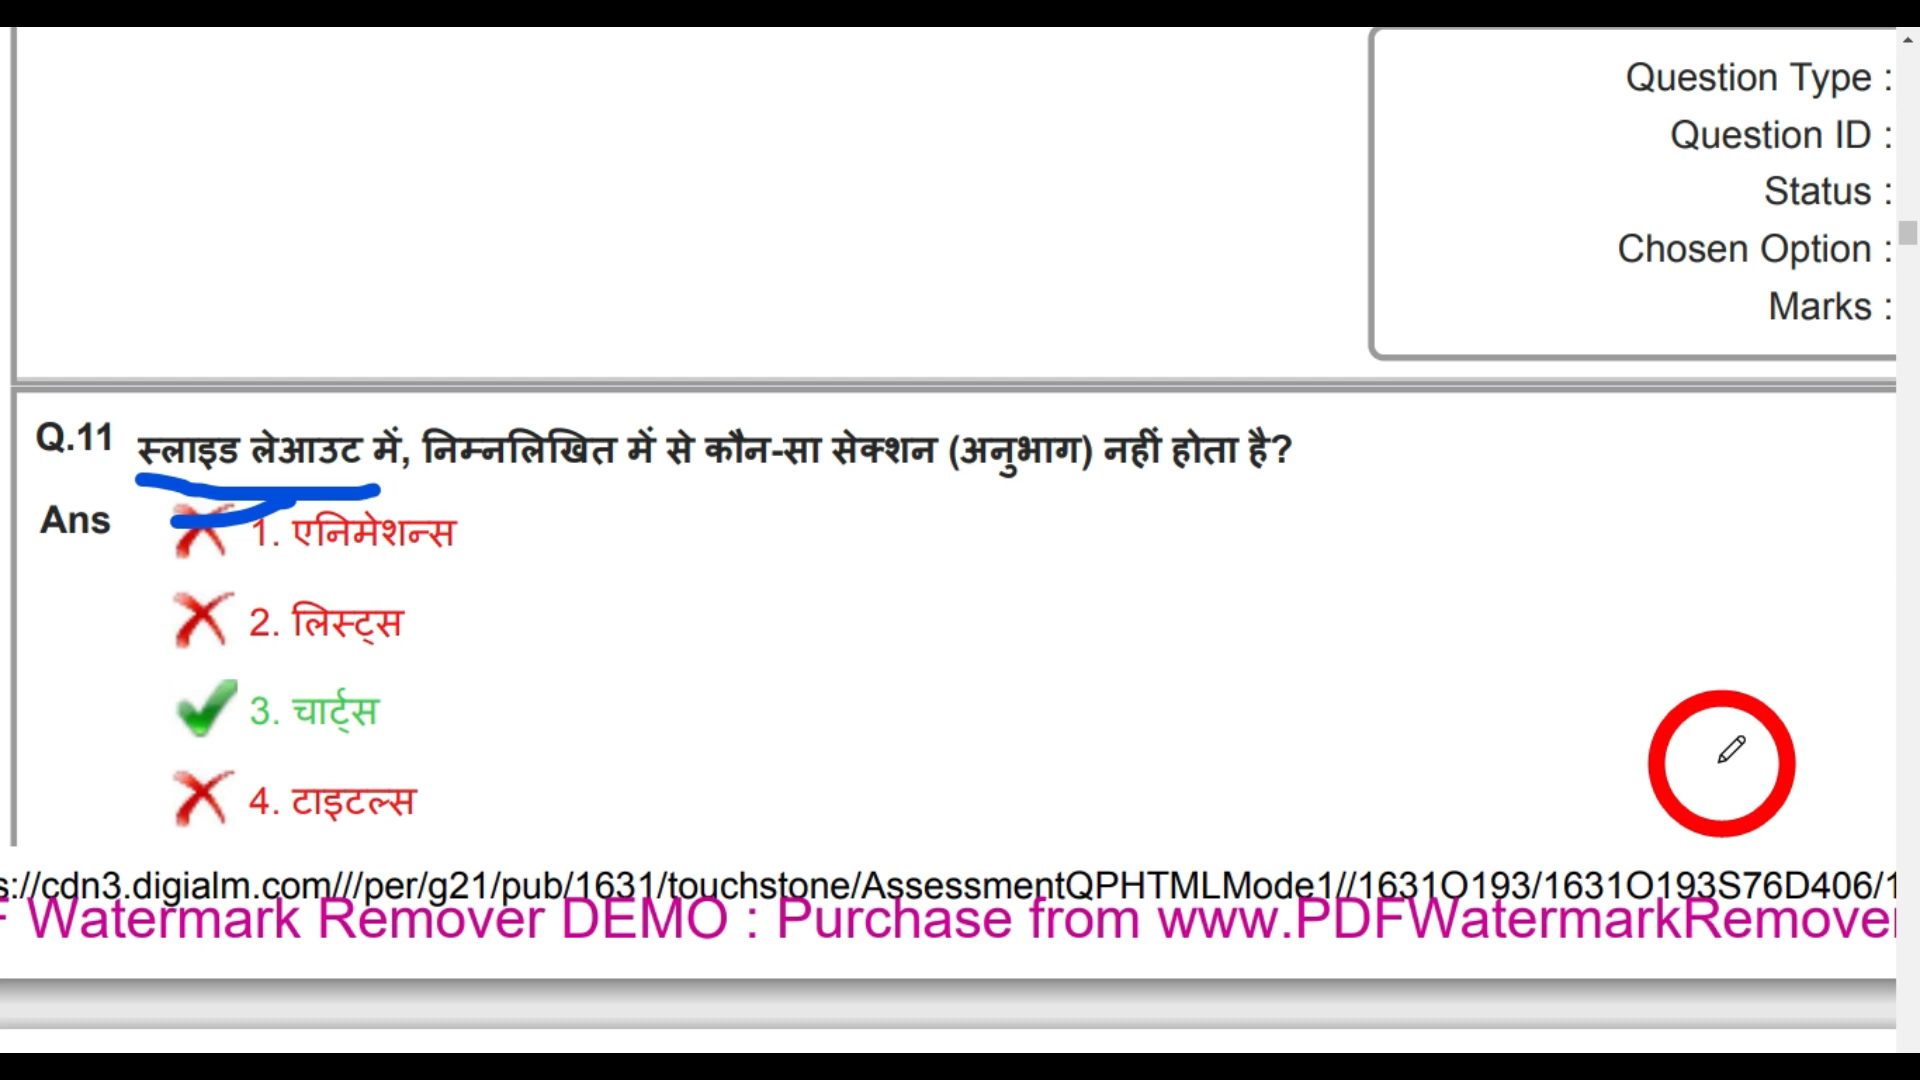 Question Type :
Question ID :
Status :
Chosen Option :
Marks :
Q.11 स्लाइड लेआउट में, निम्नलिखित में से कौन-सा सेक्शन (अनुभाग) नहीं होता है?
Ans 1. एनिमेशन्स
2. लिस्ट्स
3. चार्ट्स
4. टाइटल्स
s://cdn3.digialm.com///per/g21/pub/1631/touchstone/AssessmentQPHTMLMode1//1631O193/1631O193S76D406/1
F Watermark Remover DEMO : Purchase from www.PDFWatermarkRemover